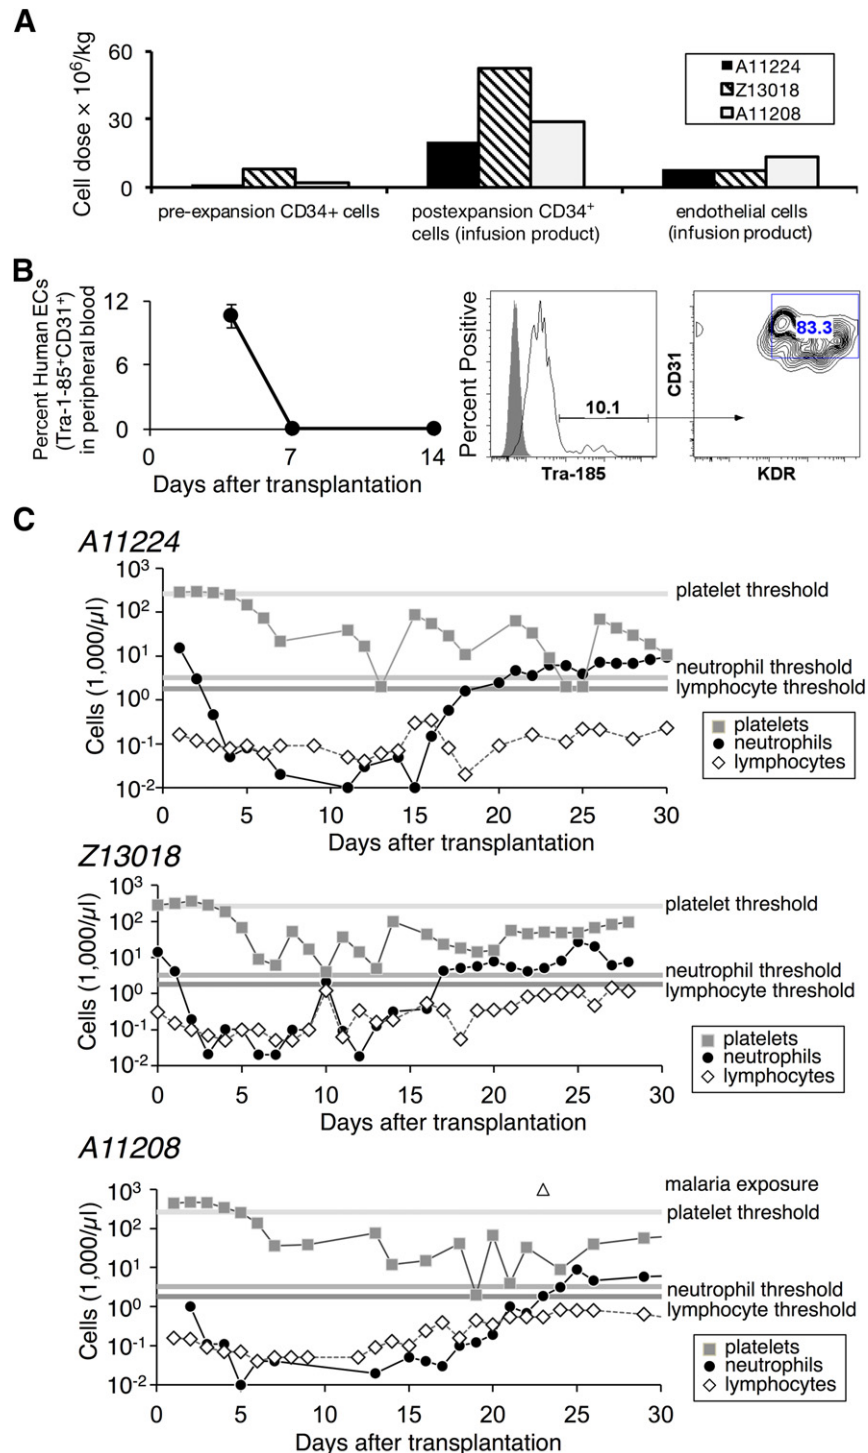 A
Cell dose × 10⁶/kg
60
30
0
A11224
Z13018
A11208
pre-expansion CD34+ cells
postexpansion CD34⁺
cells (infusion product)
endothelial cells
(infusion product)
B
Percent Human ECs
(Tra-1-85⁺CD31⁺)
in peripheral blood
12
6
0
0
7
14
Days after transplantation
Percent Positive
10.1
Tra-185
CD31
83.3
KDR
C
A11224
Cells (1,000/µl)
10³
10²
10¹
10⁰
10⁻¹
10⁻²
0 5 10 15 20 25 30
Days after transplantation
platelet threshold
neutrophil threshold
lymphocyte threshold
platelets
neutrophils
lymphocytes
Z13018
Cells (1,000/µl)
10³
10²
10¹
10⁰
10⁻¹
10⁻²
0 5 10 15 20 25 30
Days after transplantation
platelet threshold
neutrophil threshold
lymphocyte threshold
platelets
neutrophils
lymphocytes
A11208
Cells (1,000/µl)
10³
10²
10¹
10⁰
10⁻¹
10⁻²
0 5 10 15 20 25 30
Days after transplantation
malaria exposure
platelet threshold
neutrophil threshold
lymphocyte threshold
platelets
neutrophils
lymphocytes